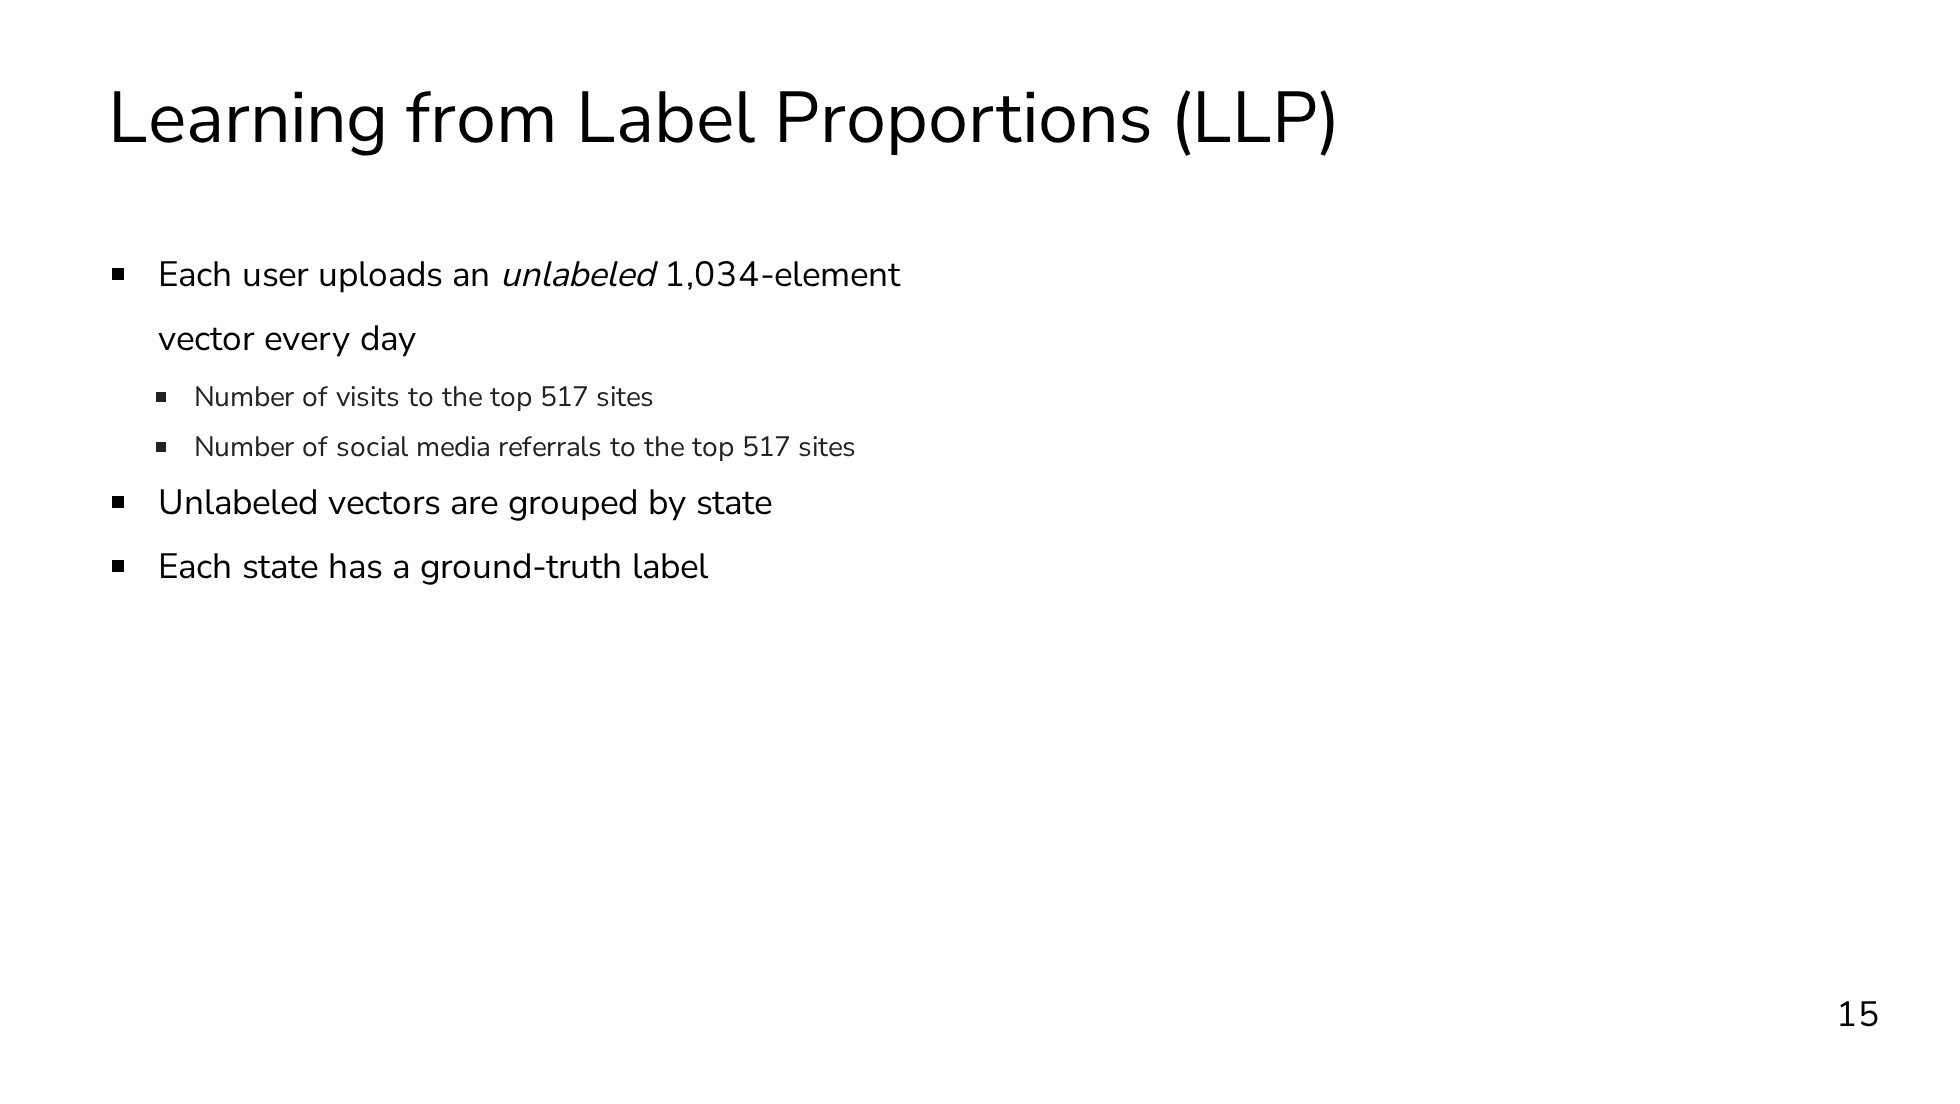 Learning from Label Proportions (LLP)
▪ Each user uploads an unlabeled 1,034-element
vector every day
▪ Number of visits to the top 517 sites
▪ Number of social media referrals to the top 517 sites
▪ Unlabeled vectors are grouped by state
▪ Each state has a ground-truth label
15